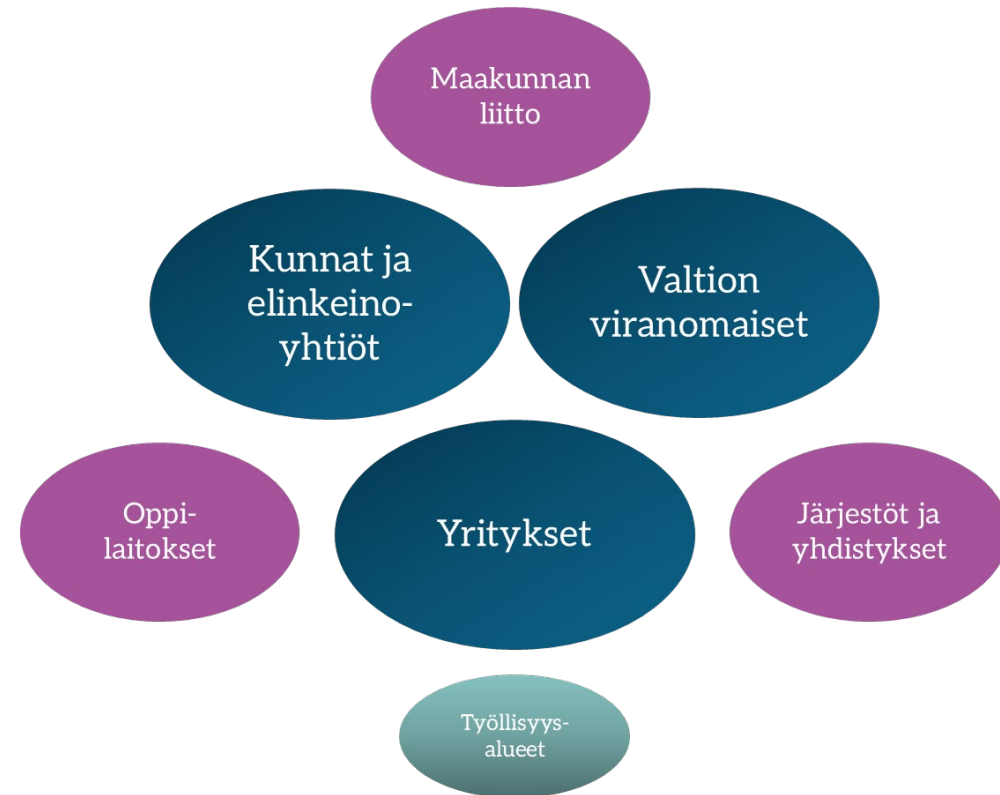 Maakunnan
liitto
Kunnat ja
elinkeino-
yhtiöt
Valtion
viranomaiset
Oppi-
laitokset
Yritykset
Järjestöt ja
yhdistykset
Työllisyys-
alueet